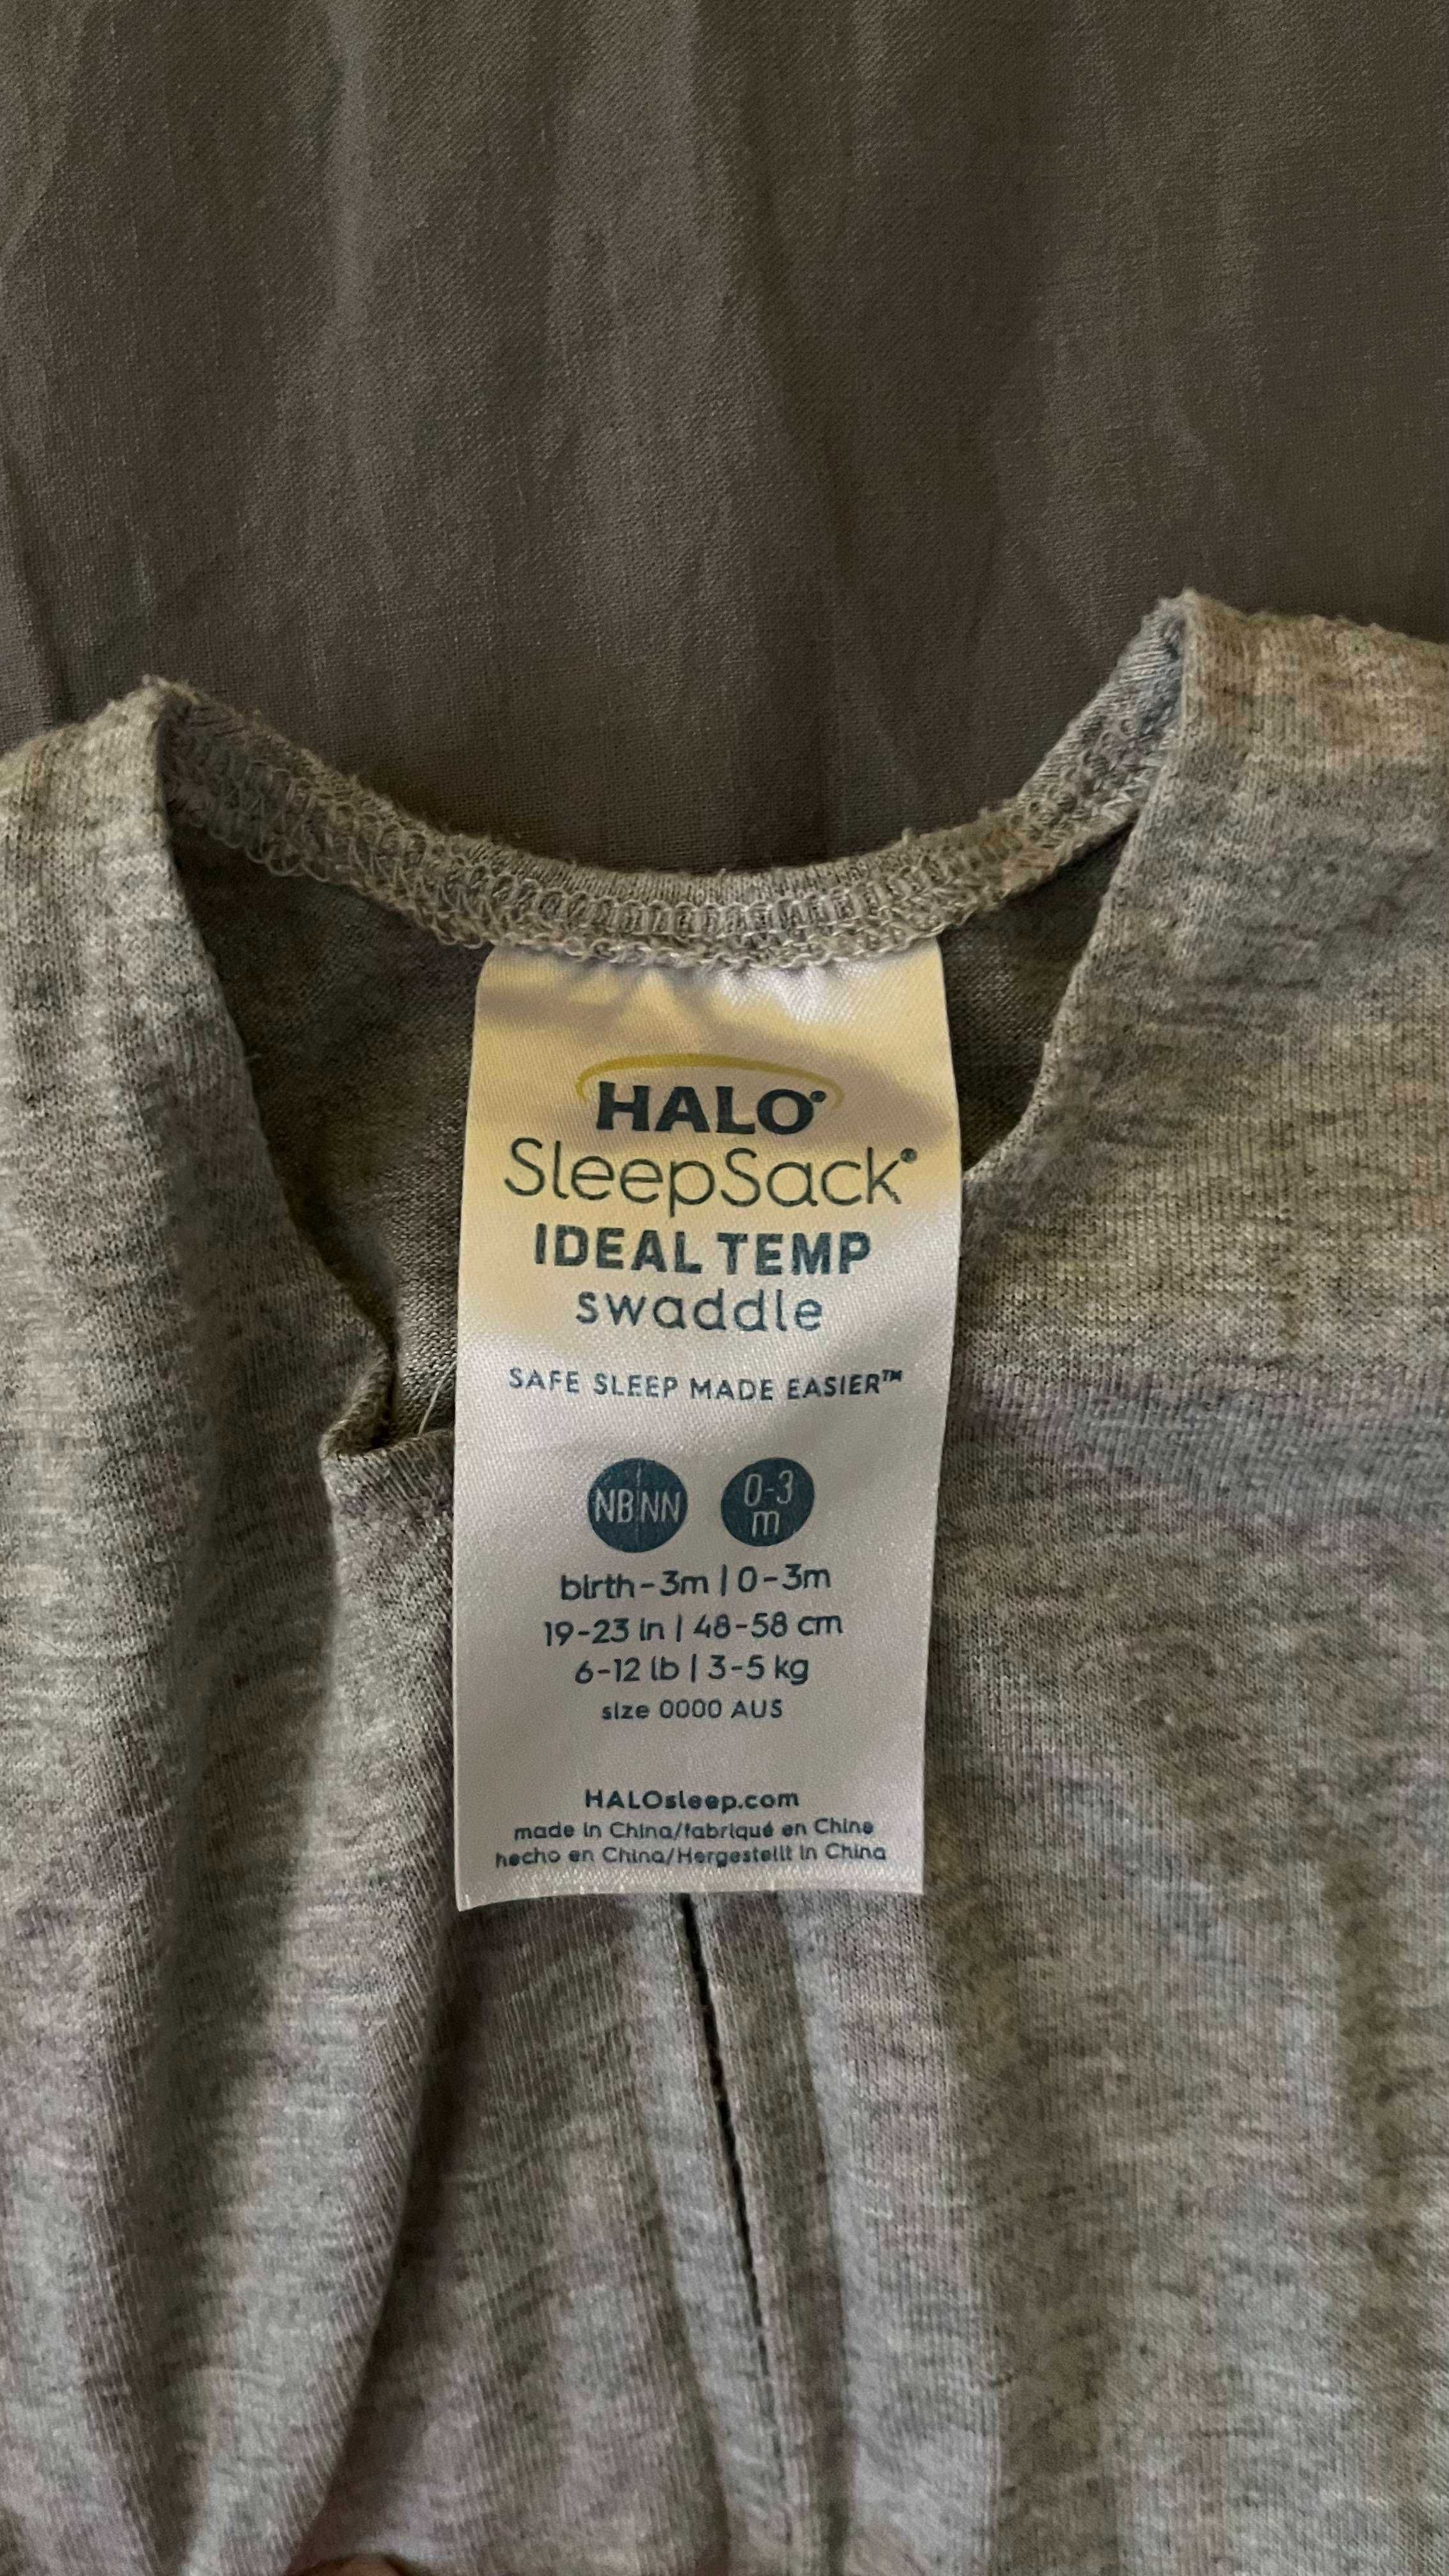 HALO®
SleepSack®
IDEAL TEMP
swaddle
SAFE SLEEP MADE EASIER™
NB|NN 0-3 m
birth-3m | 0-3m
19-23 in | 48-58 cm
6-12 lb | 3-5 kg
size 0000 AUS
HALOsleep.com
made in China/fabriqué en Chine
hecho en China/Hergestellt in China